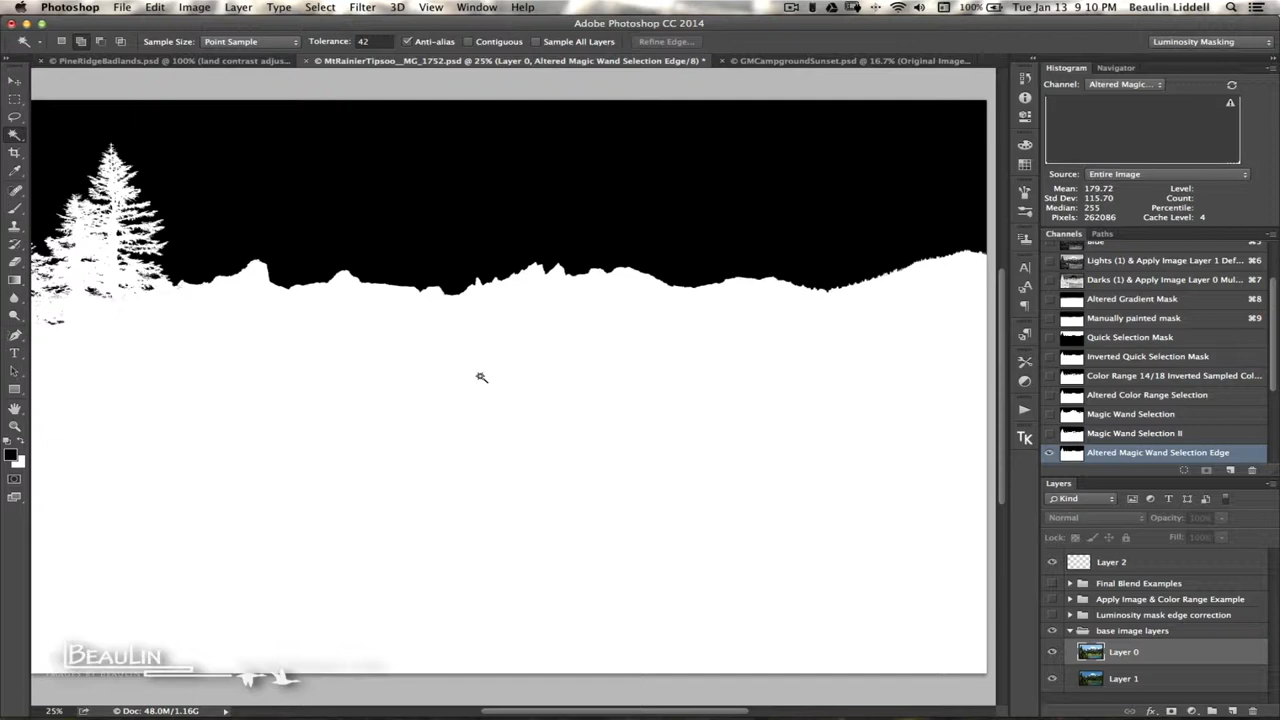 Photoshop File Edit Image Layer Type Select Filter 3D View Window Help 100% Tue Jan 13 9:10 PM Beaulin Liddell
Adobe Photoshop CC 2014
Sample Size: Point Sample Tolerance: 42 Anti-alias Contiguous Sample All Layers Refine Edge... Luminosity Masking
× © PineRidgeBadlands.psd @ 100% (land contrast adjus... × © MtRainierTipsoo__MG_1752.psd @ 25% (Layer 0, Altered Magic Wand Selection Edge/8) * × © GMCampgroundSunset.psd @ 16.7% (Original Image...
Histogram Navigator
Channel: Altered Magic...
Source: Entire Image
Mean: 179.72 Level:
Std Dev: 115.70 Count:
Median: 255 Percentile:
Pixels: 262086 Cache Level: 4
Channels Paths
Blue ⌘5
Lights (1) & Apply Image Layer 1 Def... ⌘6
Darks (1) & Apply Image Layer 0 Mul... ⌘7
Altered Gradient Mask ⌘8
Manually painted mask ⌘9
Quick Selection Mask
Inverted Quick Selection Mask
Color Range 14/18 Inverted Sampled Col...
Altered Color Range Selection
Magic Wand Selection
Magic Wand Selection II
Altered Magic Wand Selection Edge
Layers
Kind
Normal Opacity: 100%
Lock: Fill: 100%
Layer 2
Final Blend Examples
Apply Image & Color Range Example
Luminosity mask edge correction
base image layers
Layer 0
Layer 1
TK
BEAULIN
IMAGES BY BEAULIN
25% Doc: 48.0M/1.16G